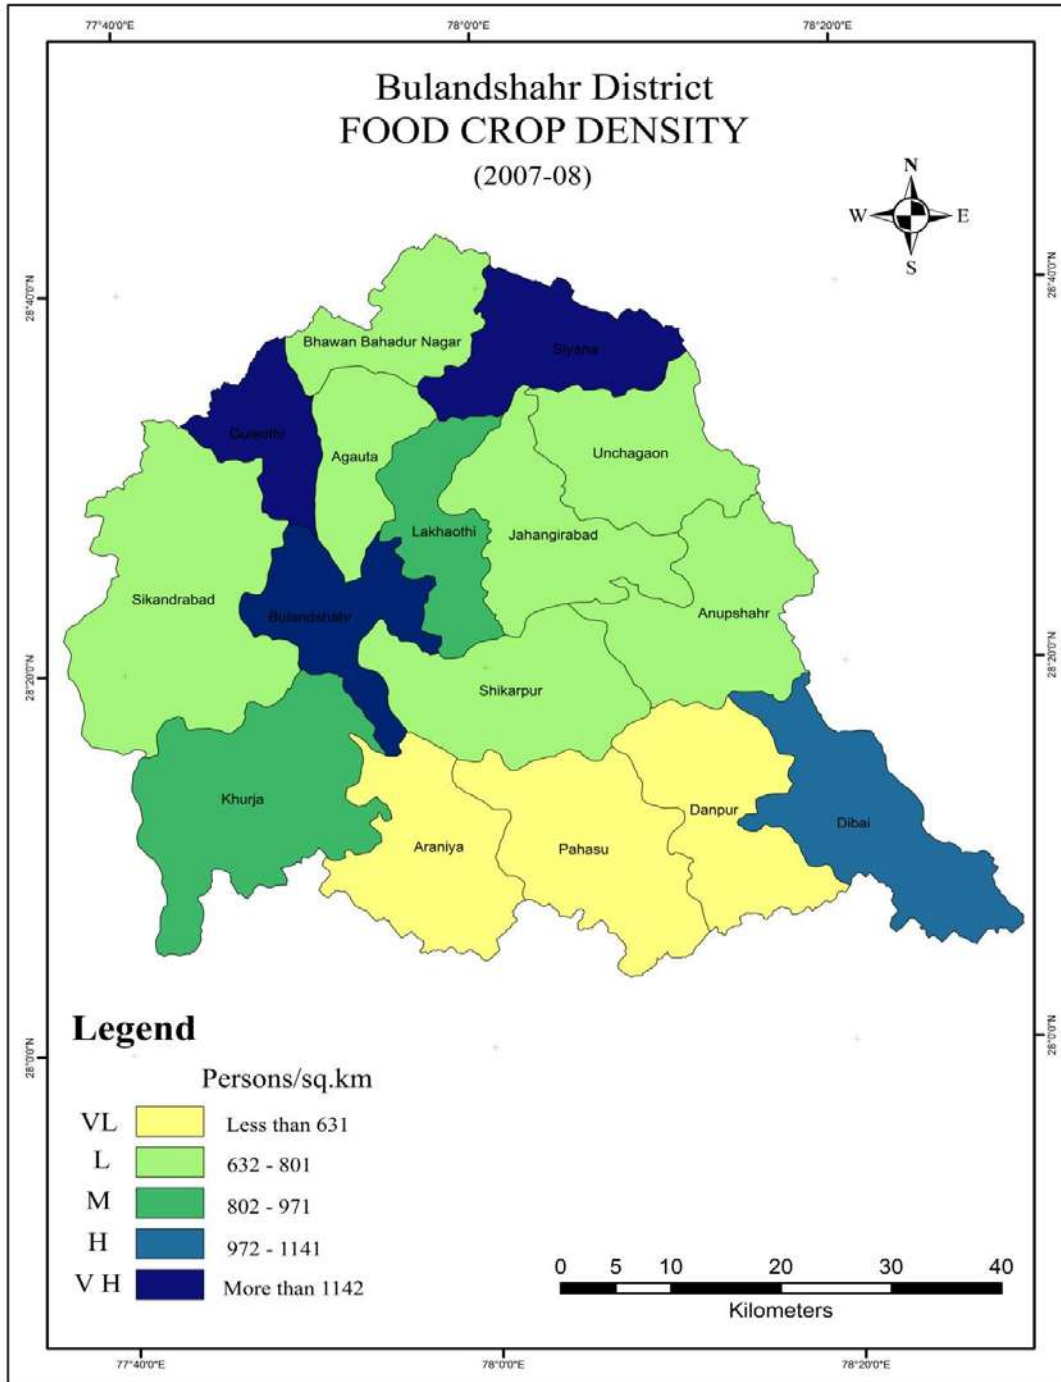 77°40'0"E
78°0'0"E
78°20'0"E
Bulandshahr District
FOOD CROP DENSITY
(2007-08)
N
W
E
S
28°40'0"N
28°40'0"N
Bhawan Bahadur Nagar
Siyana
Gulaothi
Agauta
Unchagaon
Lakhaothi
Jahangirabad
Sikandrabad
Bulandshahr
Anupshahr
28°20'0"N
28°20'0"N
Shikarpur
Khurja
Araniya
Pahasu
Danpur
Dibai
28°0'0"N
28°0'0"N
Legend
Persons/sq.km
VL Less than 631
L 632 - 801
M 802 - 971
H 972 - 1141
V H More than 1142
0 5 10 20 30 40
Kilometers
77°40'0"E
78°0'0"E
78°20'0"E